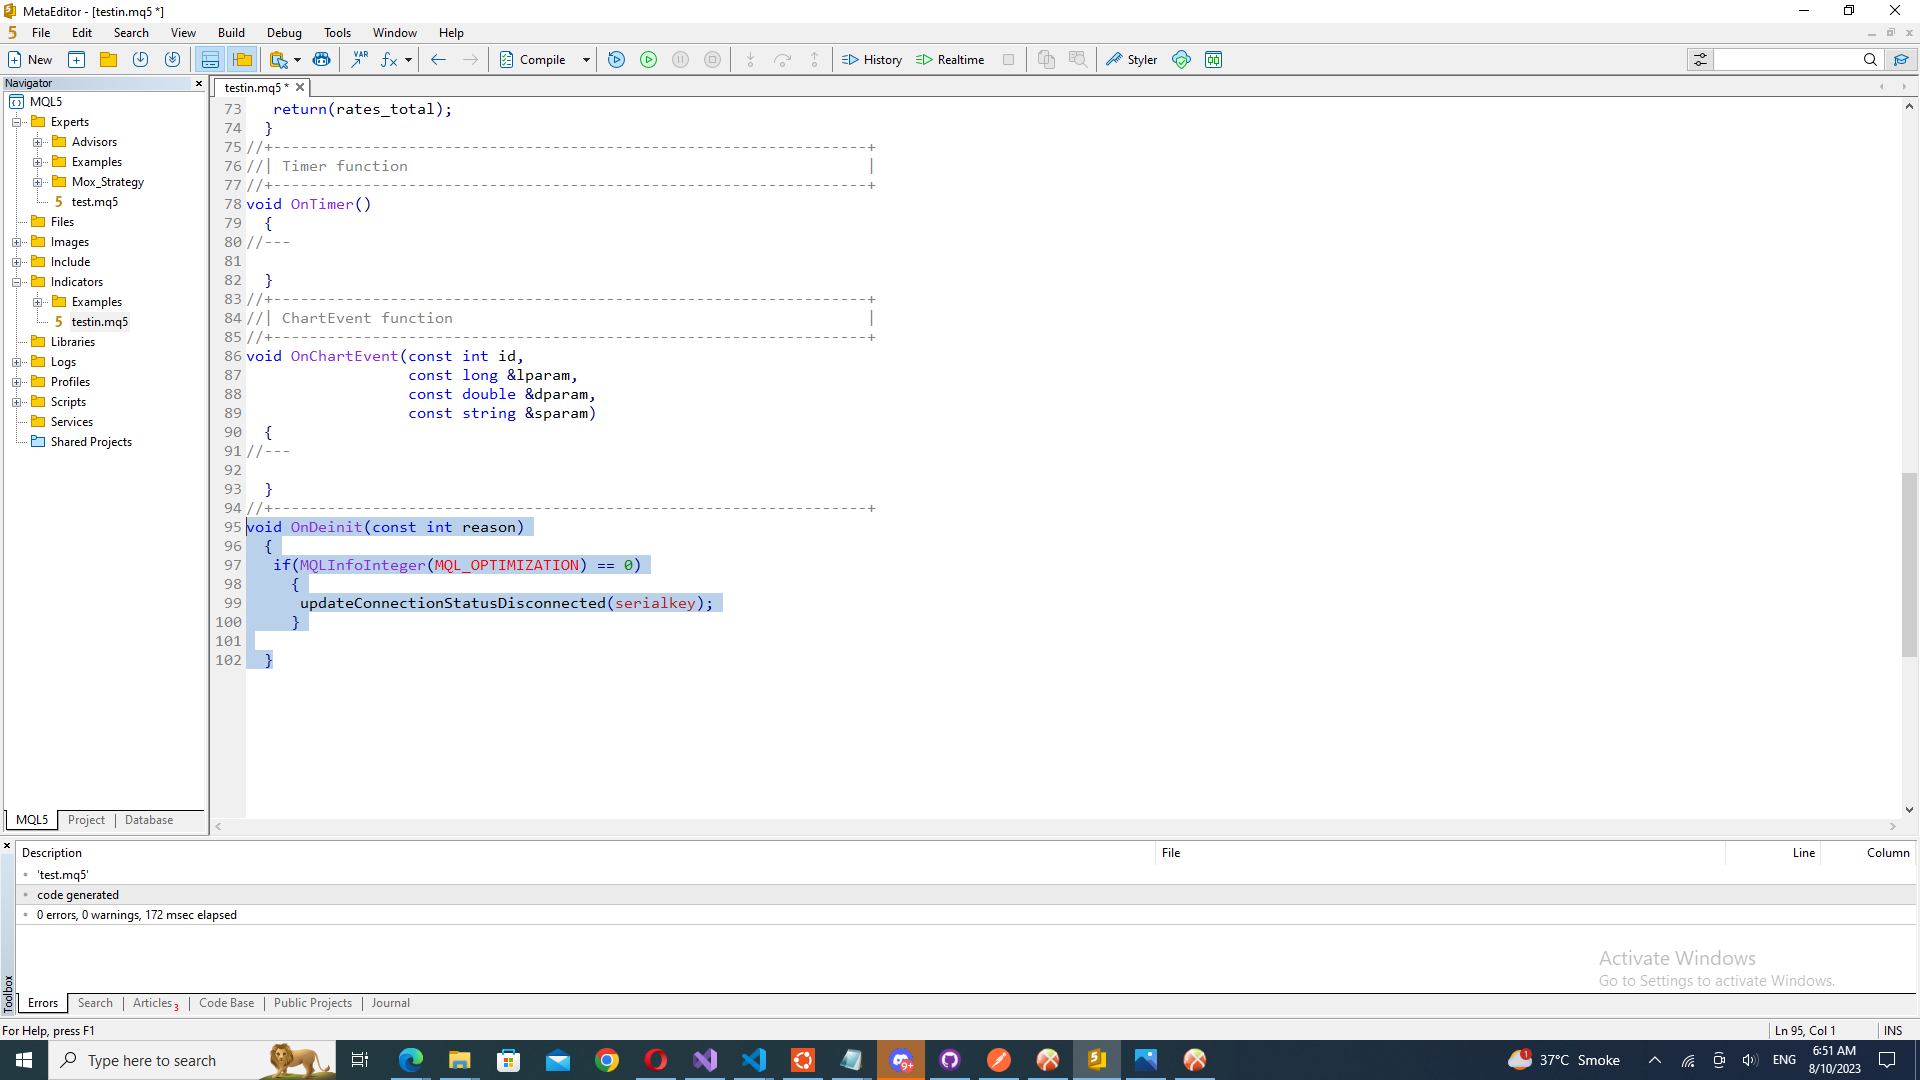 MetaEditor - [testin.mq5 *]
5 File Edit Search View Build Debug Tools Window Help
New VAR fx Compile History Realtime Styler
Navigator
testin.mq5 *
MQL5
Experts
Advisors
Examples
Mox_Strategy
5 test.mq5
Files
Images
Include
Indicators
Examples
5 testin.mq5
Libraries
Logs
Profiles
Scripts
Services
Shared Projects
MQL5 Project Database
73 return(rates_total);
74 }
75 //+------------------------------------------------------------------+
76 //| Timer function |
77 //+------------------------------------------------------------------+
78 void OnTimer()
79 {
80 //---
81
82 }
83 //+------------------------------------------------------------------+
84 //| ChartEvent function |
85 //+------------------------------------------------------------------+
86 void OnChartEvent(const int id,
87 const long &lparam,
88 const double &dparam,
89 const string &sparam)
90 {
91 //---
92
93 }
94 //+------------------------------------------------------------------+
95 void OnDeinit(const int reason)
96 {
97 if(MQLInfoInteger(MQL_OPTIMIZATION) == 0)
98 {
99 updateConnectionStatusDisconnected(serialkey);
100 }
101
102 }
Description File Line Column
'test.mq5'
code generated
0 errors, 0 warnings, 172 msec elapsed
Activate Windows
Go to Settings to activate Windows.
Toolbox
Errors Search Articles 3 Code Base Public Projects Journal
For Help, press F1 Ln 95, Col 1 INS
Type here to search 9+ 1 37°C Smoke ENG 6:51 AM
8/10/2023